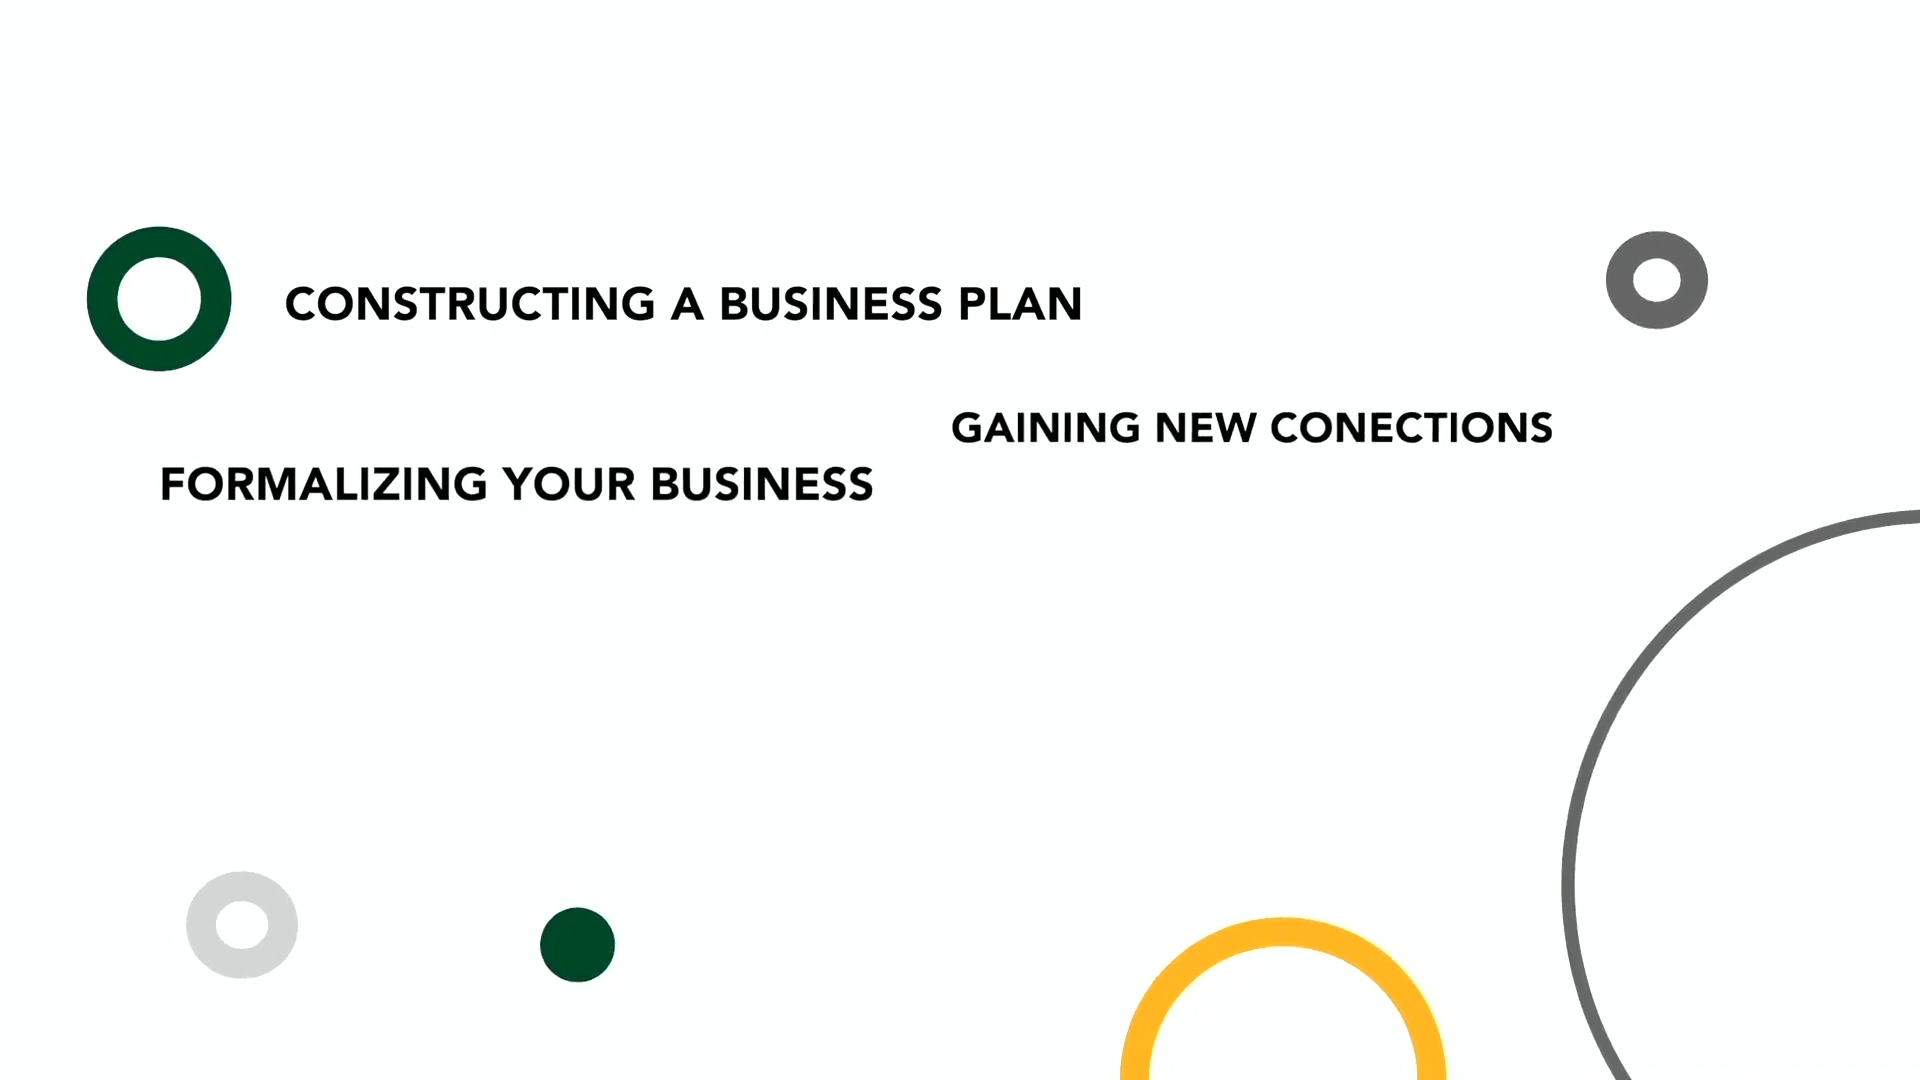 CONSTRUCTING A BUSINESS PLAN
GAINING NEW CONECTIONS
FORMALIZING YOUR BUSINESS